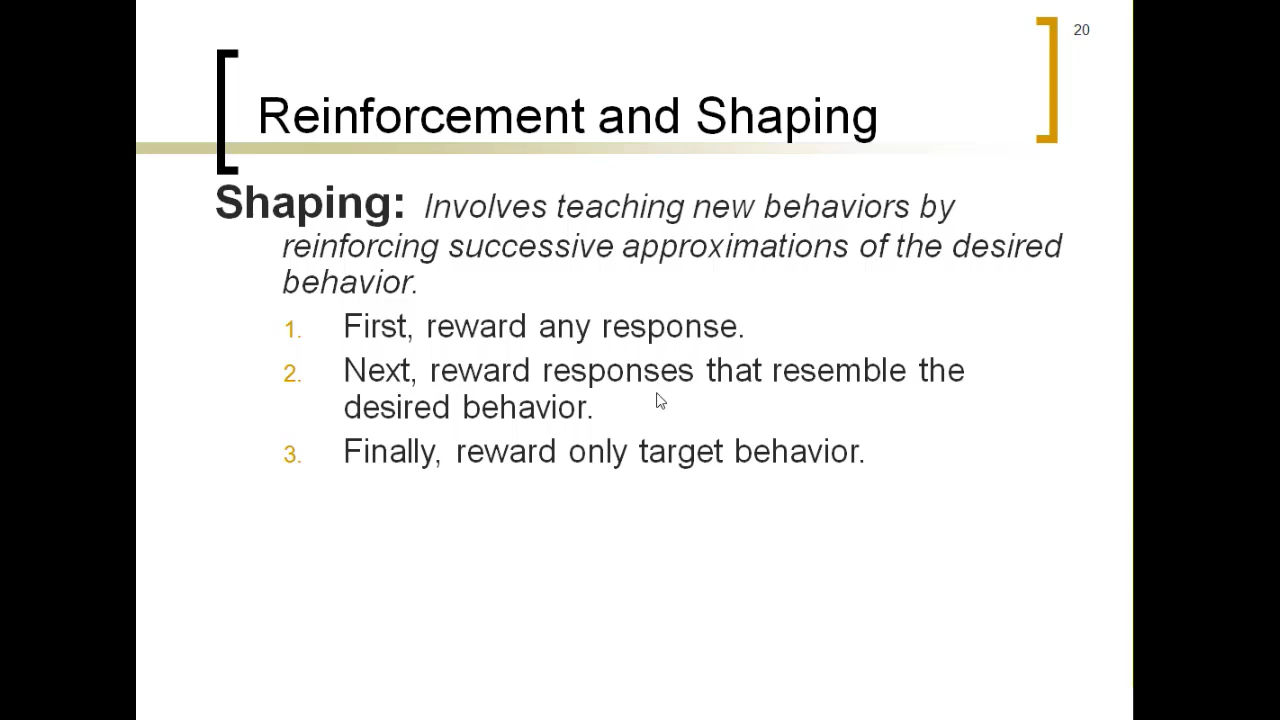 20
Reinforcement and Shaping
Shaping: Involves teaching new behaviors by
reinforcing successive approximations of the desired
behavior.
1. First, reward any response.
2. Next, reward responses that resemble the
desired behavior.
3. Finally, reward only target behavior.